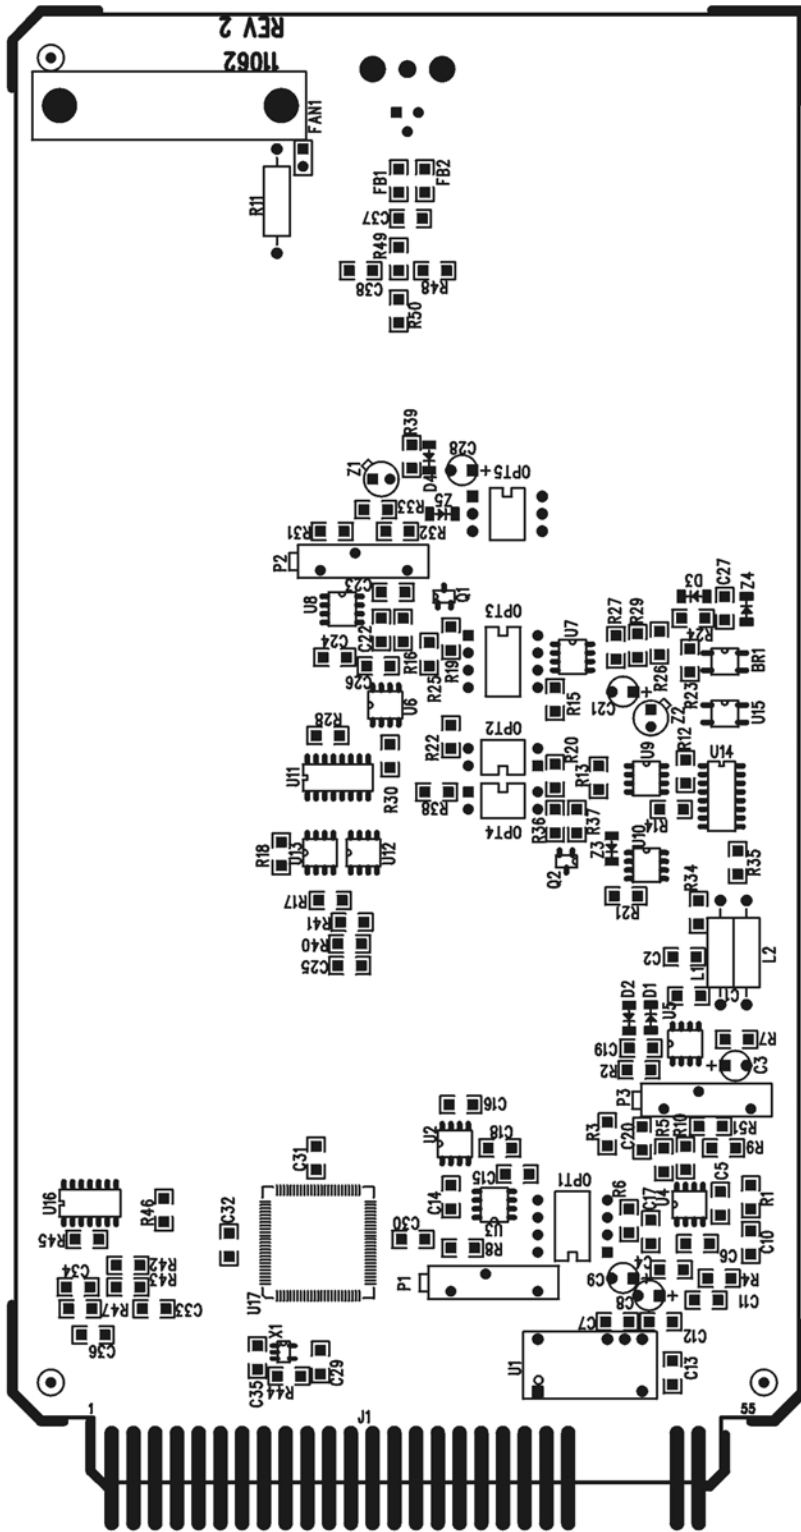 REV 2
11062
FAN1
R11
FB1
FB2
C37
R49
C38
R48
R50
R39
Z1
D4
C28
Z5
OPT5
R33
R31
R32
P2
C23
U8
Q1
C22
R16
C24
C26
R25
R19
OPT3
U7
R27
R29
R26
D3
C27
Z4
R24
R23
BR1
U6
R15
C21
Z2
U15
R28
U11
R30
R22
OPT2
R20
R13
U9
R12
U14
R38
OPT4
R36
R37
R14
R18
U13
U12
Q2
Z3
U10
R35
R17
R21
R34
R41
R40
C25
C2
L1
L2
D2
D1
C1
U5
C19
R7
R2
C3
P3
C16
R3
C20
R5
R10
R51
R9
U2
C18
C31
C15
OPT1
U16
R46
C32
C14
U3
R6
C17
U4
C5
R1
R45
C30
R8
C6
C10
R42
C34
R43
P1
C9
C4
R4
R47
C33
U17
C8
C11
C36
X1
C7
C12
C35
R44
C29
U1
C13
1
J1
55